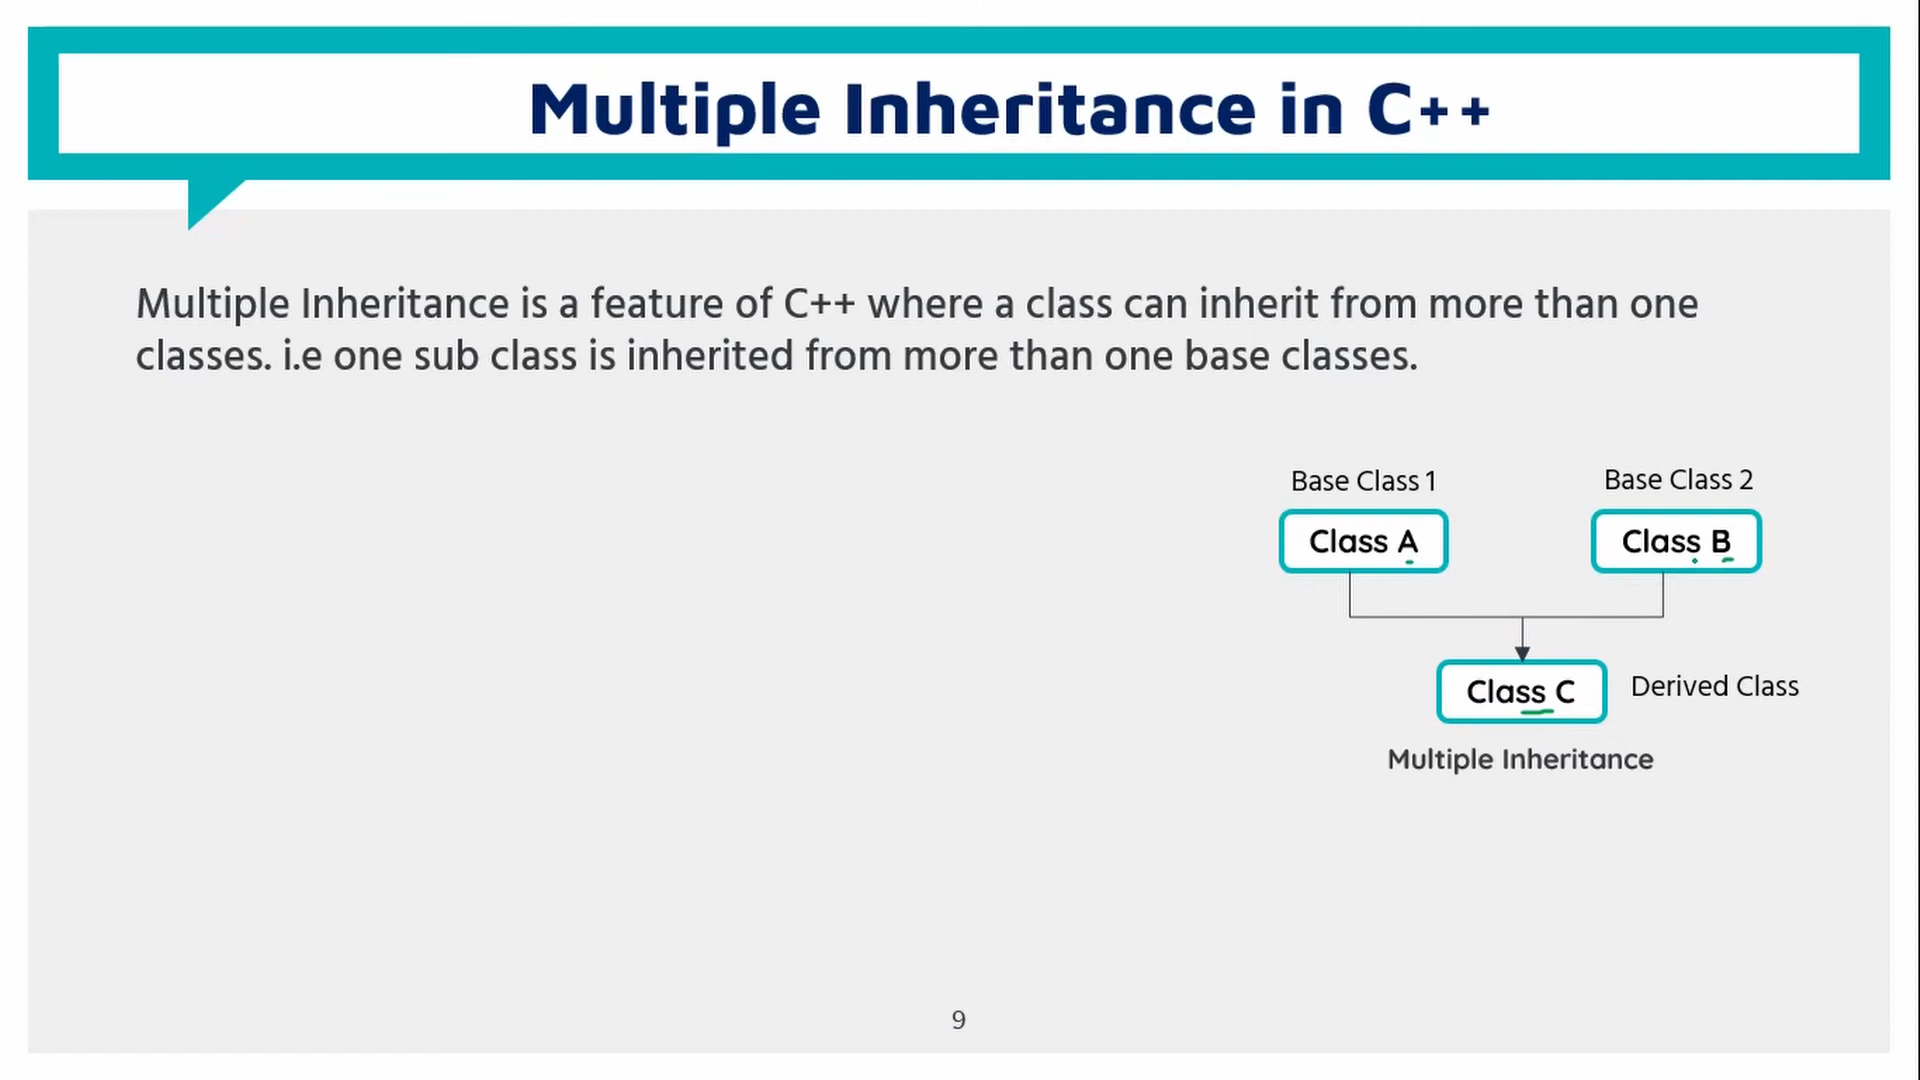 Multiple Inheritance in C++
Multiple Inheritance is a feature of C++ where a class can inherit from more than one
classes. i.e one sub class is inherited from more than one base classes.
Base Class 1
Base Class 2
Class A
Class B
Class C
Derived Class
Multiple Inheritance
9